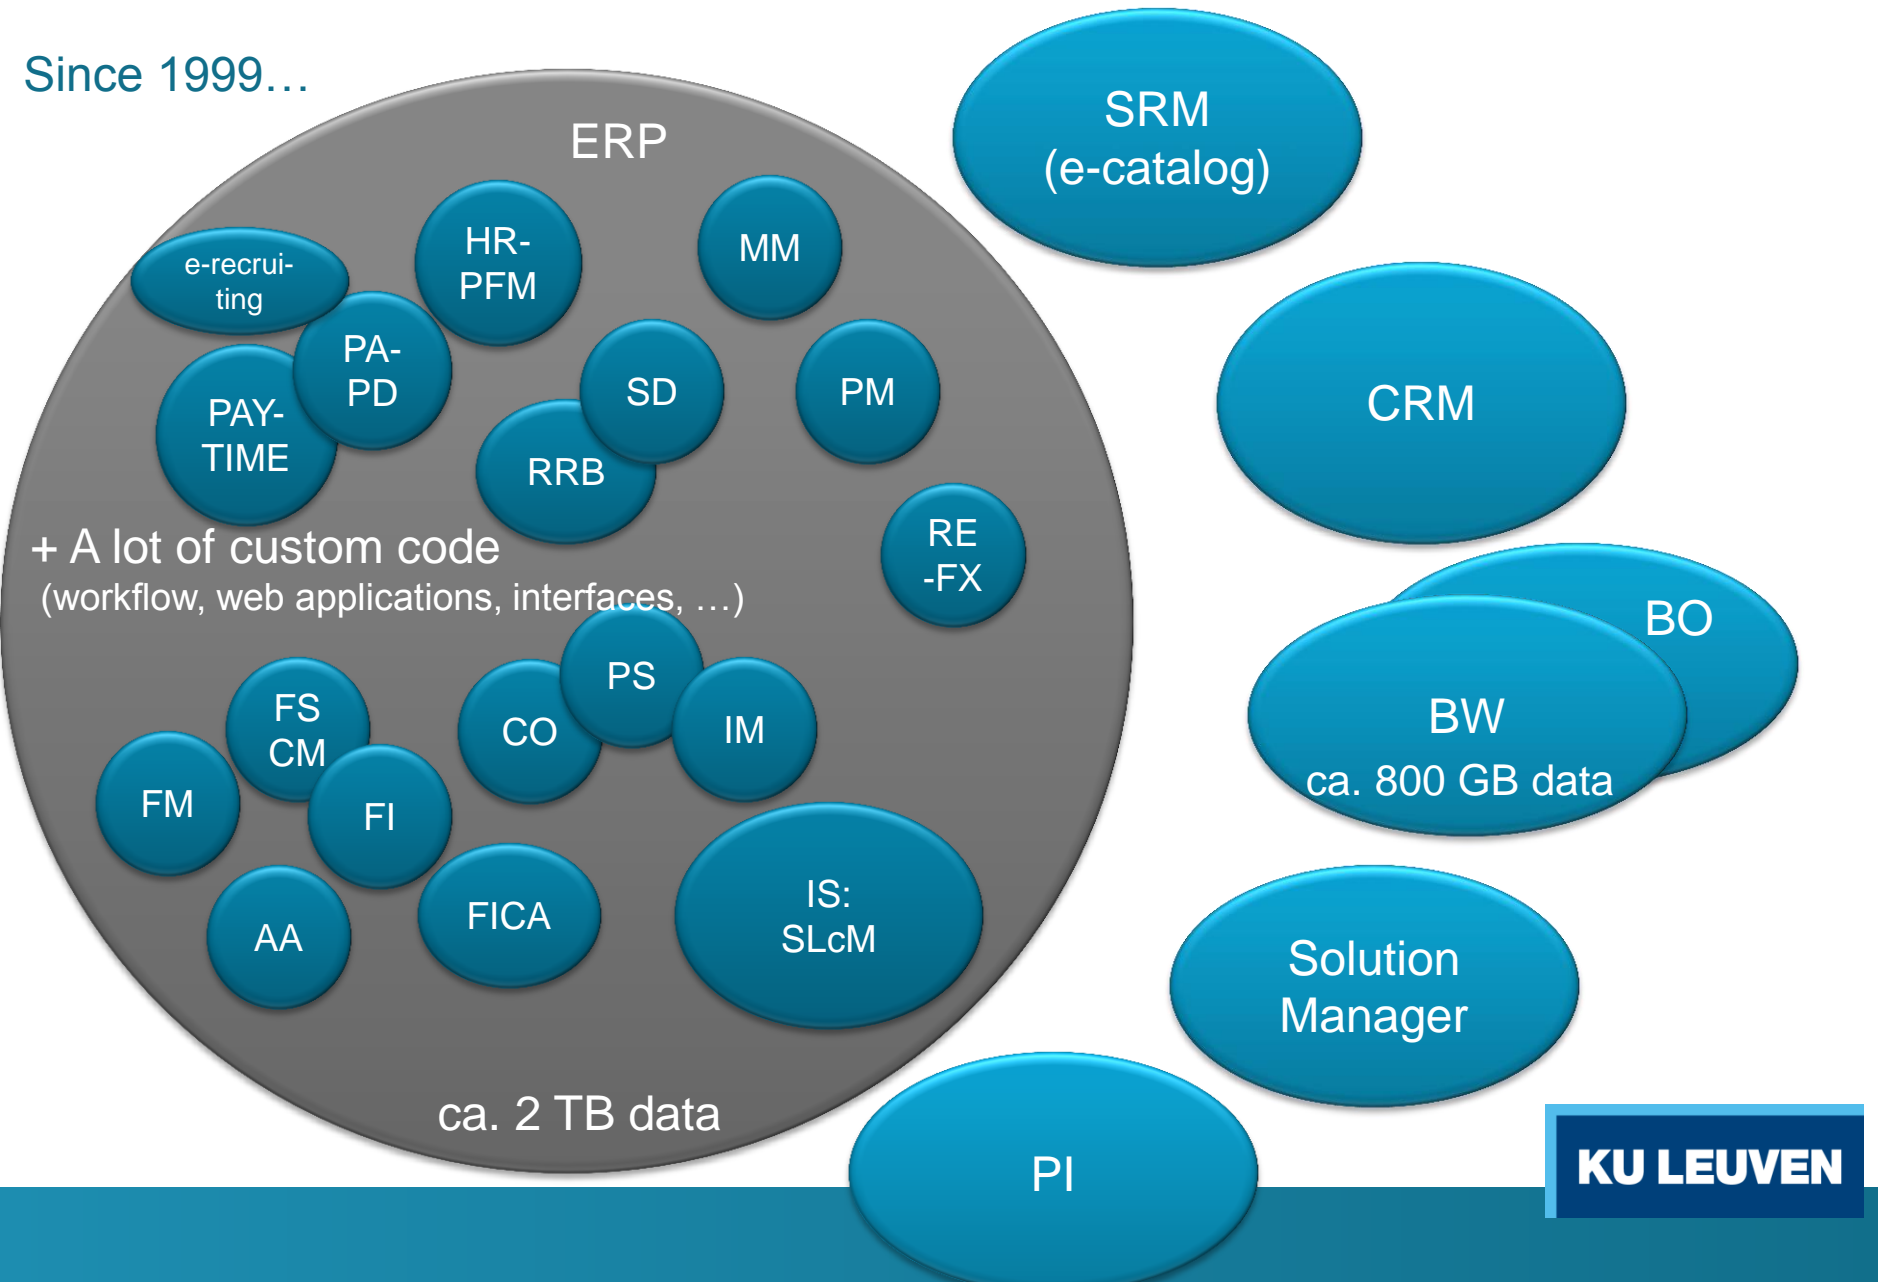 Since 1999…
ERP
e-recrui-
ting
HR-
PFM
MM
PA-
PD
PAY-
TIME
SD
PM
RRB
RE
-FX
+ A lot of custom code
(workflow, web applications, interfaces, …)
PS
FS
CM
CO
IM
FM
FI
AA
FICA
IS:
SLcM
ca. 2 TB data
SRM
(e-catalog)
CRM
BO
BW
ca. 800 GB data
Solution
Manager
PI
KU LEUVEN